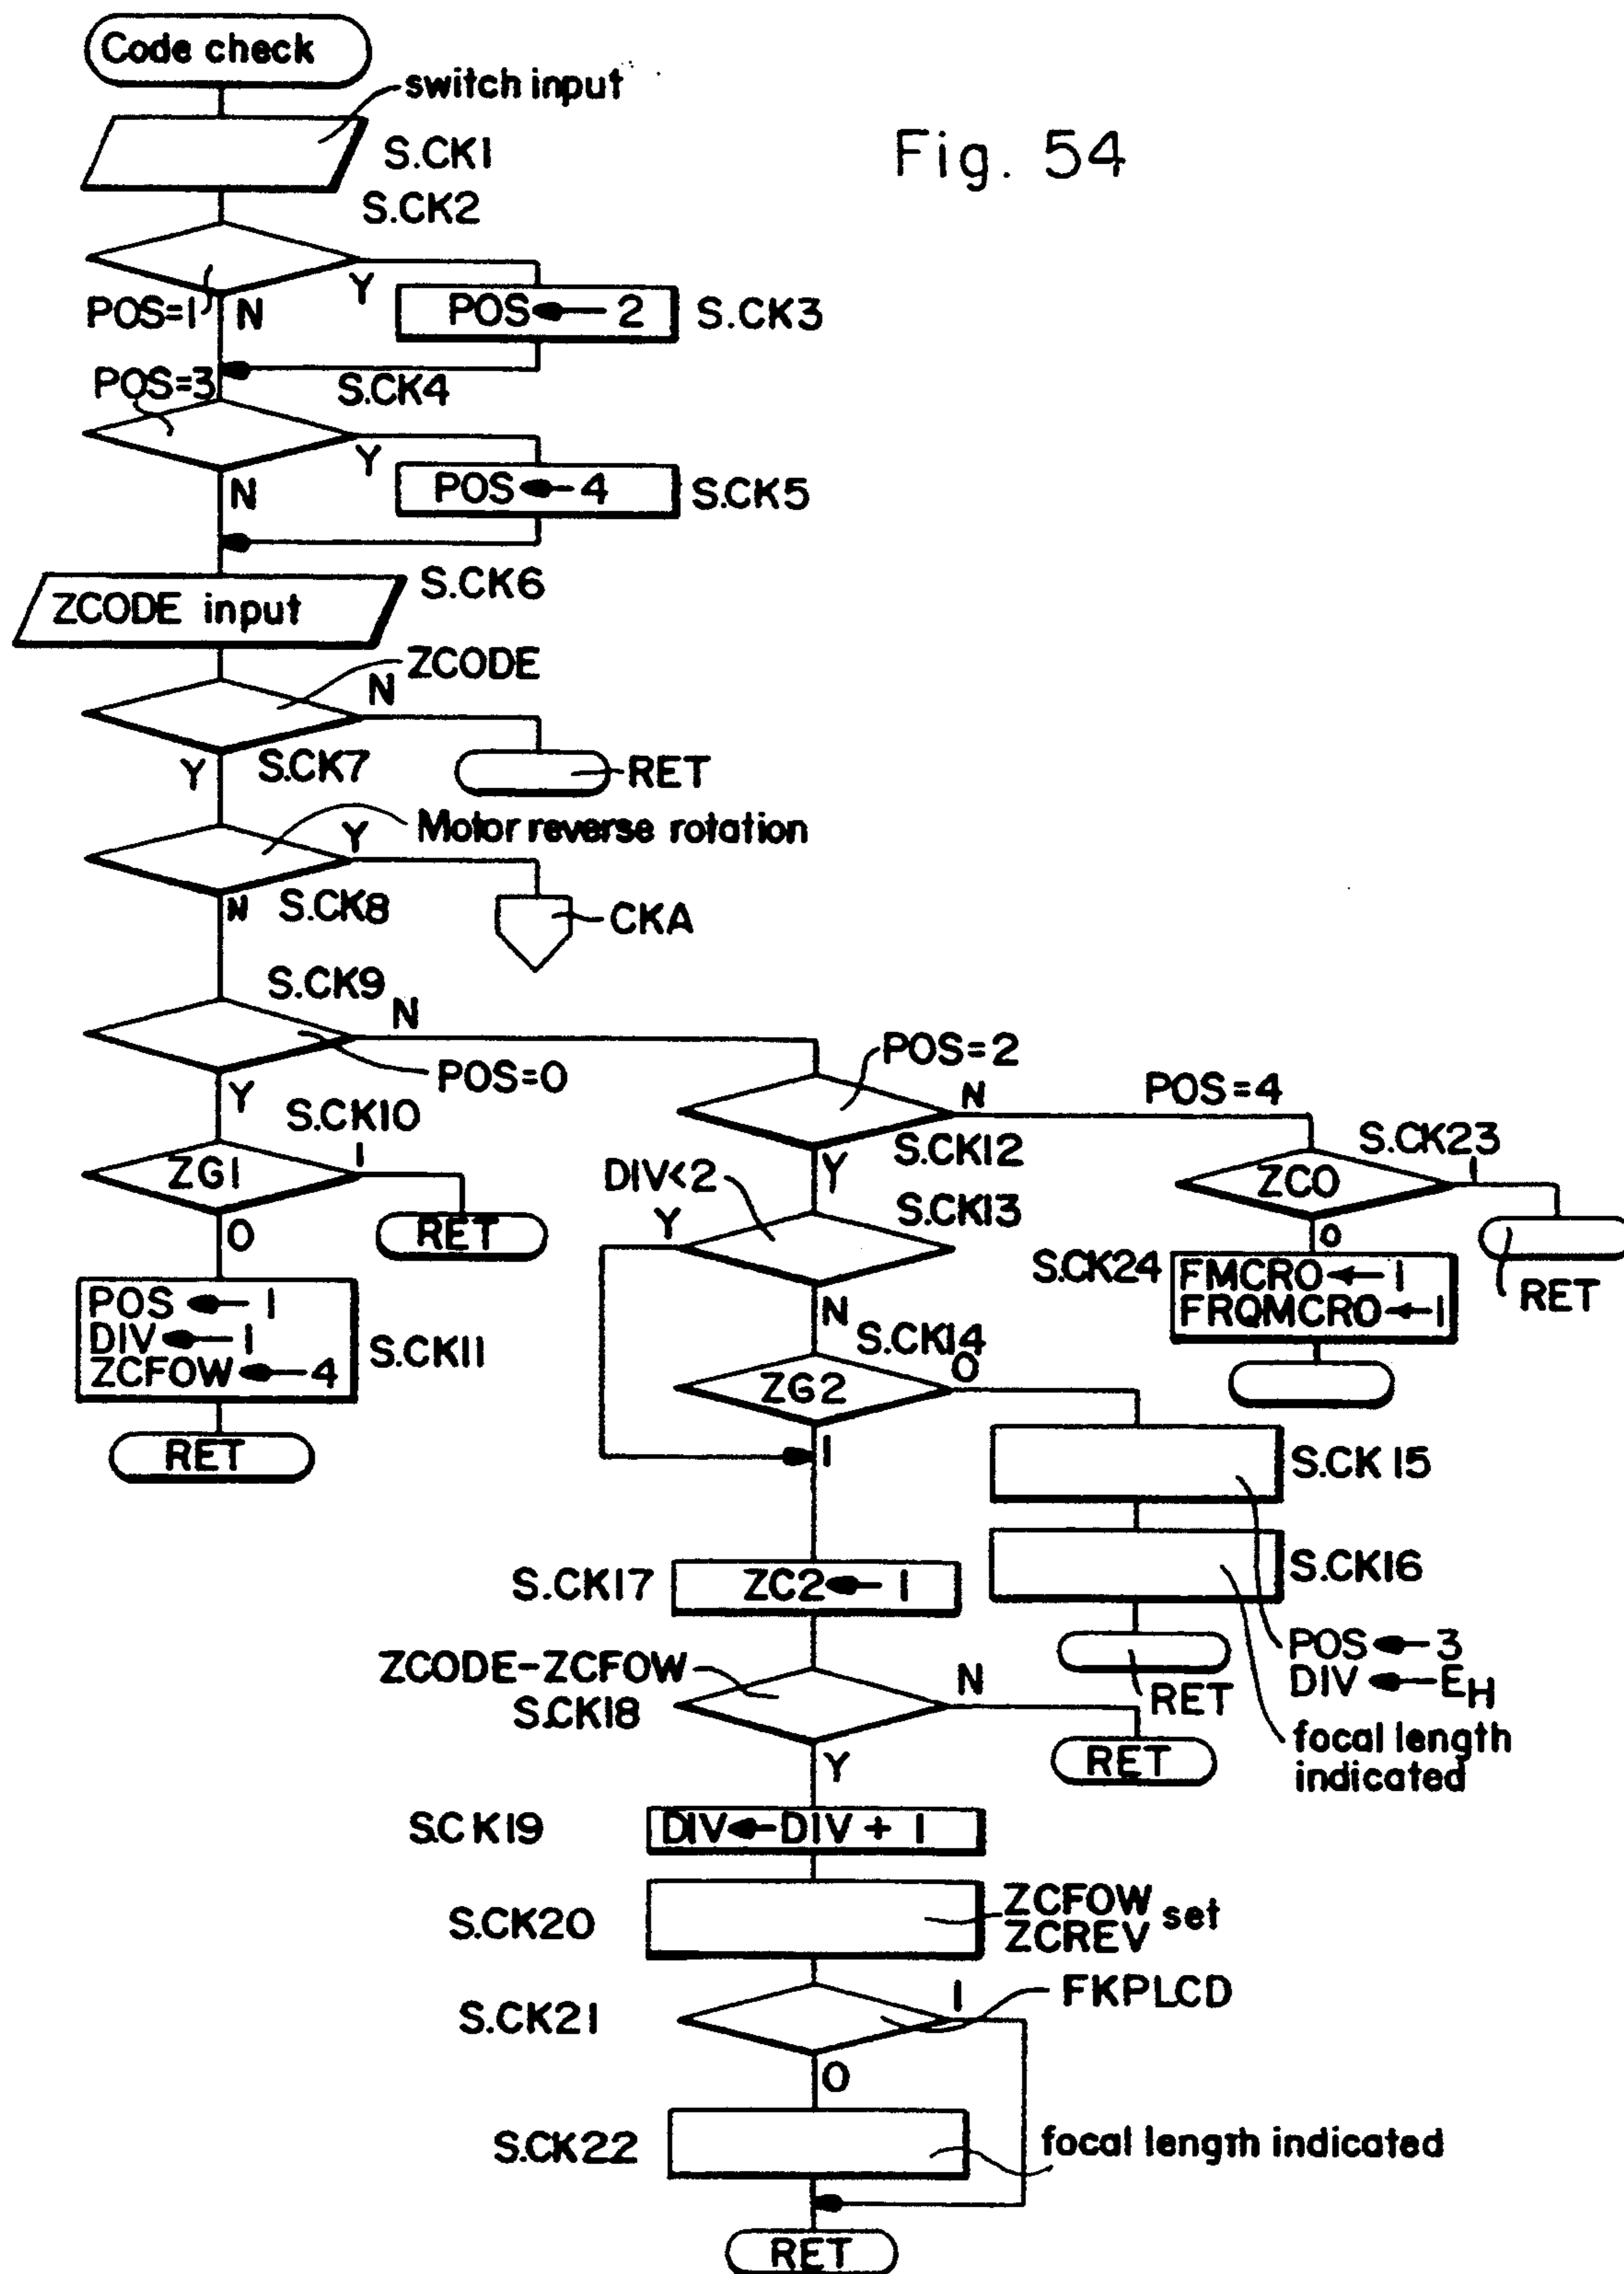 Code check
switch input
Fig. 54
S.CK1
S.CK2
POS=1
Y
N
POS ← 2
S.CK3
POS=3
S.CK4
Y
N
POS ← 4
S.CK5
ZCODE input
S.CK6
ZCODE
N
S.CK7
Y
RET
Motor reverse rotation
Y
S.CK8
N
CKA
S.CK9
N
POS=0
Y
POS=2
N
POS=4
S.CK10
ZG1
1
RET
0
S.CK12
Y
S.CK23
ZC0
1
0
RET
DIV<2
S.CK13
Y
N
S.CK24
FMCRO ← 1
FRQMCRO ← 1
POS ← 1
DIV ← 1
ZCFOW ← 4
S.CK11
RET
S.CK14
ZG2
0
1
S.CK15
S.CK16
POS ← 3
DIV ← EH
focal length
indicated
RET
S.CK17
ZC2 ← 1
ZCODE-ZCFOW
S.CK18
N
RET
Y
S.CK19
DIV ← DIV + 1
S.CK20
ZCFOW
ZCREV set
S.CK21
1
FKPLCD
0
S.CK22
focal length indicated
RET